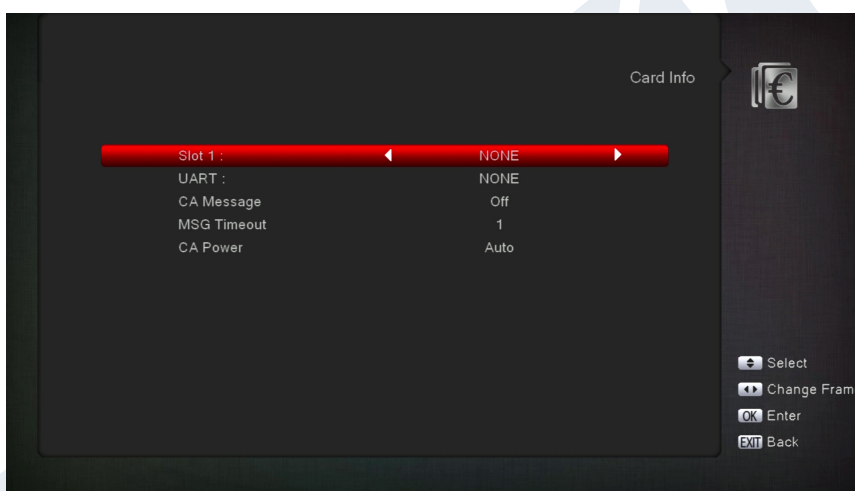 Card Info
Slot 1 : NONE
UART : NONE
CA Message Off
MSG Timeout 1
CA Power Auto
Select
Change Fram
OK Enter
EXIT Back